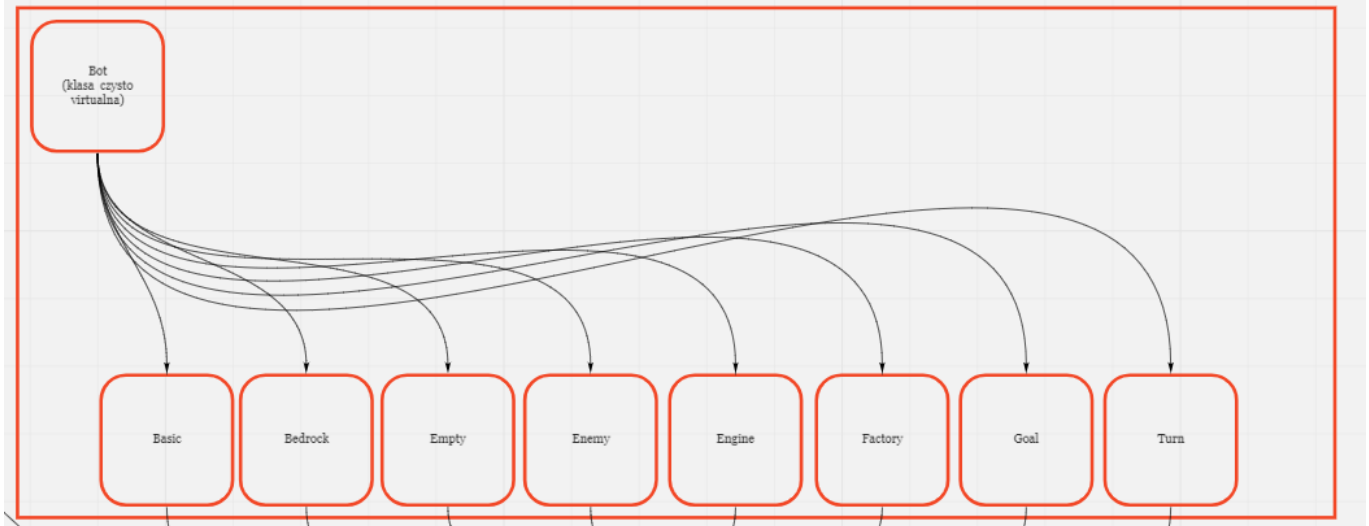 Bot
(klasa czysto
virtualna)
Basic
Bedrock
Empty
Enemy
Engine
Factory
Goal
Turn